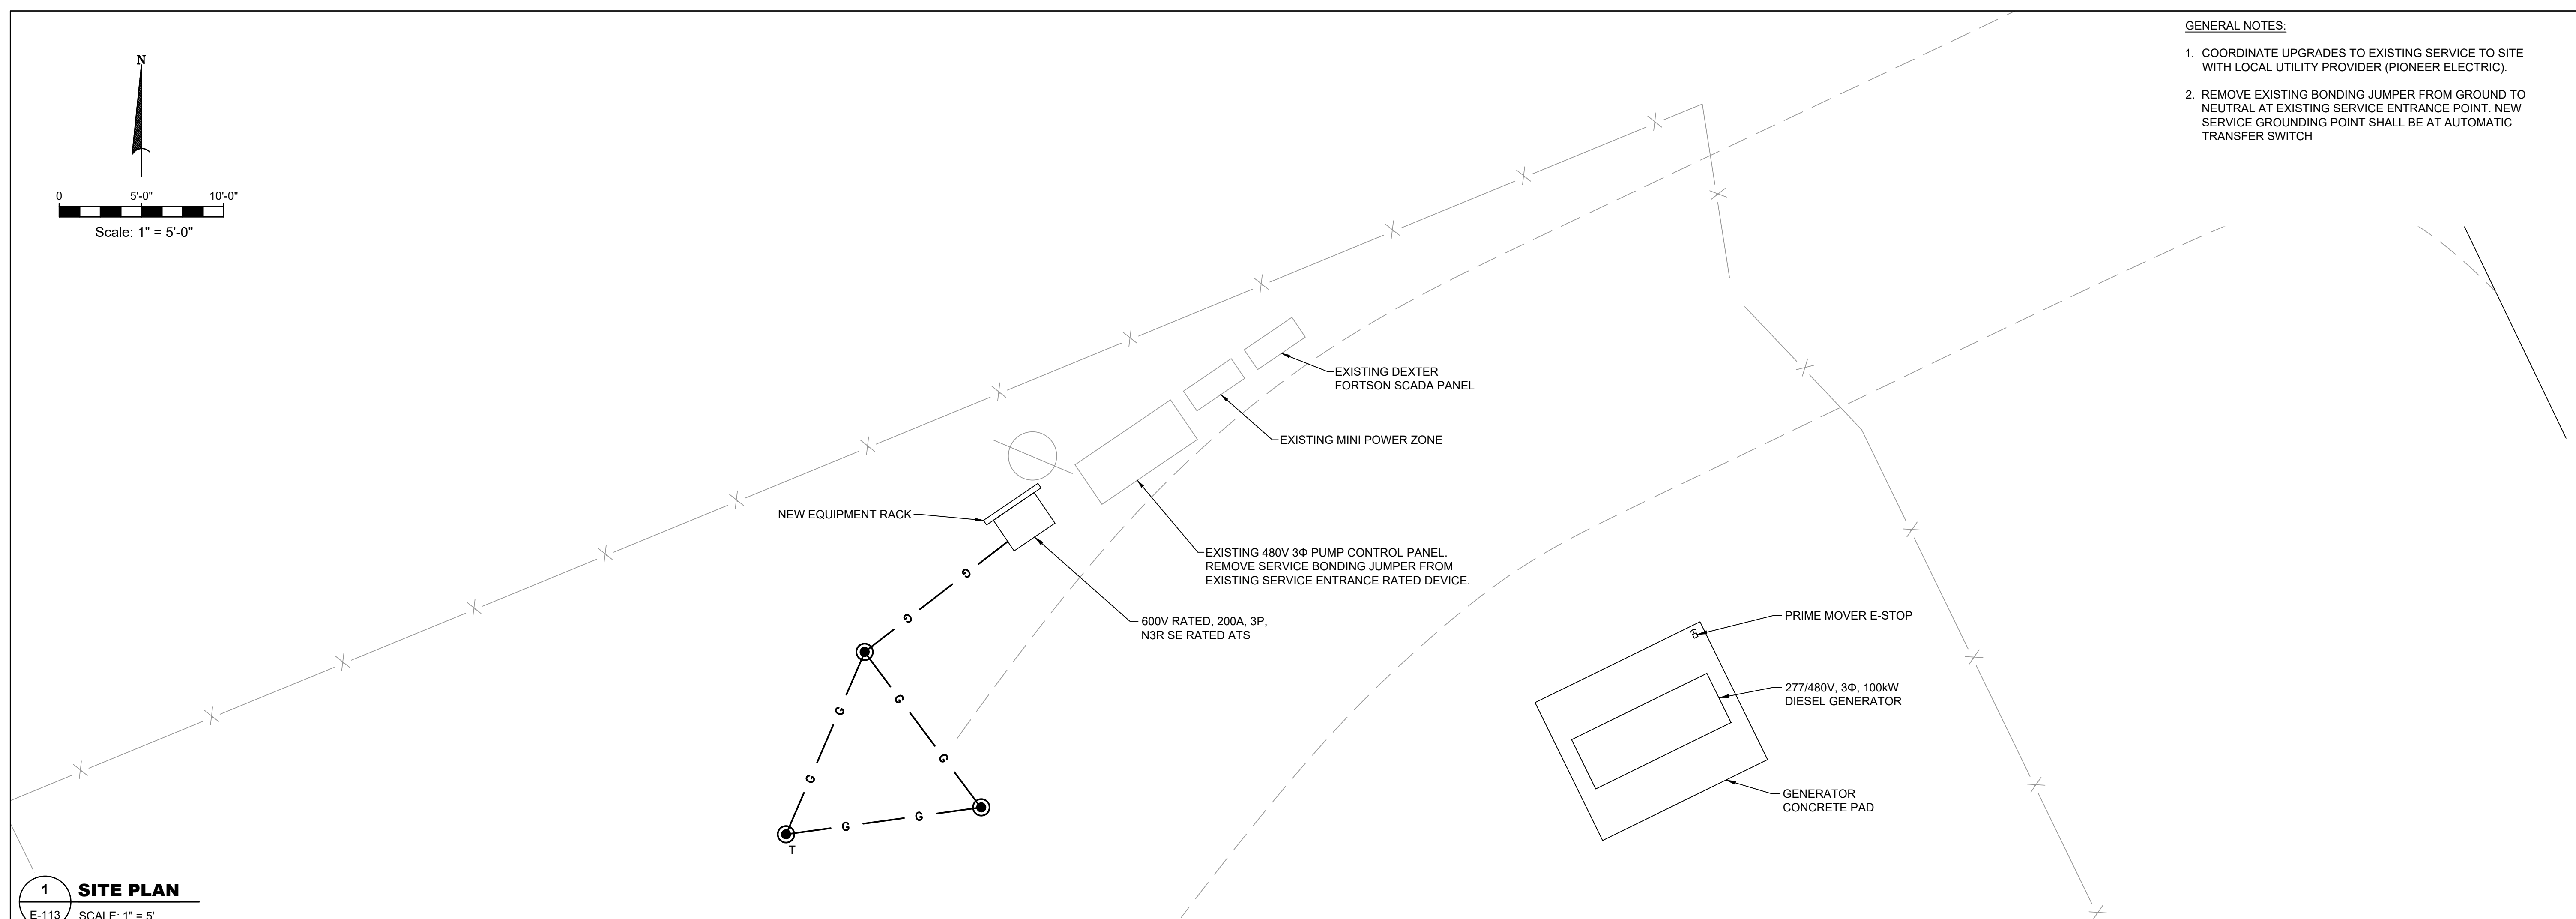 GENERAL NOTES:
1. COORDINATE UPGRADES TO EXISTING SERVICE TO SITE
WITH LOCAL UTILITY PROVIDER (PIONEER ELECTRIC).
2. REMOVE EXISTING BONDING JUMPER FROM GROUND TO
NEUTRAL AT EXISTING SERVICE ENTRANCE POINT. NEW
SERVICE GROUNDING POINT SHALL BE AT AUTOMATIC
TRANSFER SWITCH
N
0 5'-0" 10'-0"
Scale: 1" = 5'-0"
EXISTING DEXTER
FORTSON SCADA PANEL
EXISTING MINI POWER ZONE
NEW EQUIPMENT RACK
EXISTING 480V 3Φ PUMP CONTROL PANEL.
REMOVE SERVICE BONDING JUMPER FROM
EXISTING SERVICE ENTRANCE RATED DEVICE.
600V RATED, 200A, 3P,
N3R SE RATED ATS
G
G
G
G
G
G
G G
T
PRIME MOVER E-STOP
277/480V, 3Φ, 100kW
DIESEL GENERATOR
GENERATOR
CONCRETE PAD
1 SITE PLAN
E-113 SCALE: 1" = 5'